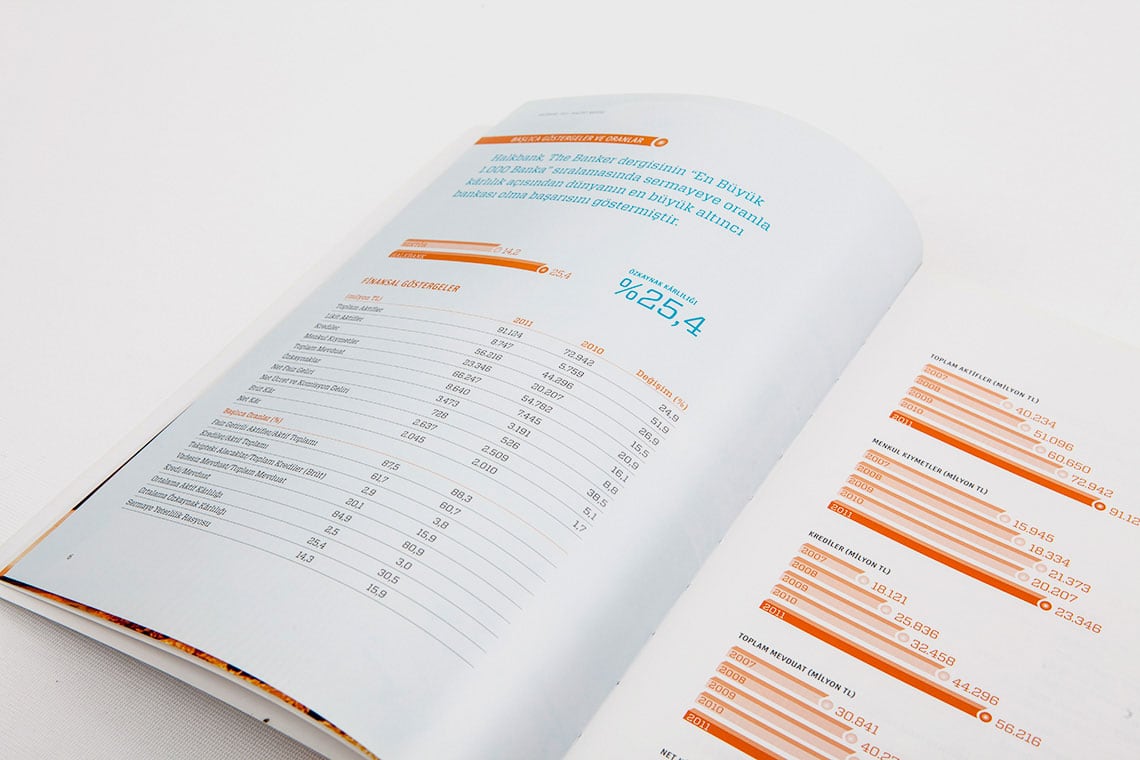 BAŞLICA GÖSTERGELER VE ORANLAR
Halkbank, The Banker dergisinin "En Büyük
1.000 Banka" sıralamasında sermayeye oranla
kârlılık açısından dünyanın en büyük altıncı
bankası olma başarısını göstermiştir.
SEKTÖR 14,2
HALKBANK 25,4
ÖZKAYNAK KÂRLILIĞI
%25,4
FİNANSAL GÖSTERGELER
(milyon TL) 2011 2010 Değişim (%)
Toplam Aktifler 91.124 72.942 24,9
Likit Aktifler 8.747 5.759 51,9
Krediler 56.216 44.296 26,9
Menkul Kıymetler 23.346 20.207 15,5
Toplam Mevduat 66.247 54.782 20,9
Özkaynaklar 8.640 7.445 16,1
Net Faiz Geliri 3.473 3.191 8,8
Net Ücret ve Komisyon Geliri 728 526 38,5
Brüt Kâr 2.637 2.509 5,1
Net Kâr 2.045 2.010 1,7
Başlıca Oranlar (%)
Faiz Getirili Aktifler/Aktif Toplamı 87,5 88,3
Krediler/Aktif Toplamı 61,7 60,7
Takipteki Alacaklar/Toplam Krediler (Brüt) 2,9 3,8
Vadesiz Mevduat/Toplam Mevduat 20,1 15,9
Kredi/Mevduat 84,9 80,9
Ortalama Aktif Kârlılığı 2,5 3,0
Ortalama Özkaynak Kârlılığı 25,4 30,5
Sermaye Yeterlilik Rasyosu 14,3 15,9
6
TOPLAM AKTİFLER (MİLYON TL)
2007 40.234
2008 51.096
2009 60.650
2010 72.942
2011 91.12
MENKUL KIYMETLER (MİLYON TL)
2007 15.945
2008 18.334
2009 21.373
2010 20.207
2011 23.346
KREDİLER (MİLYON TL)
2007 18.121
2008 25.836
2009 32.458
2010 44.296
2011 56.216
TOPLAM MEVDUAT (MİLYON TL)
2007 30.841
2008 40.27
2009
2010
2011
NET